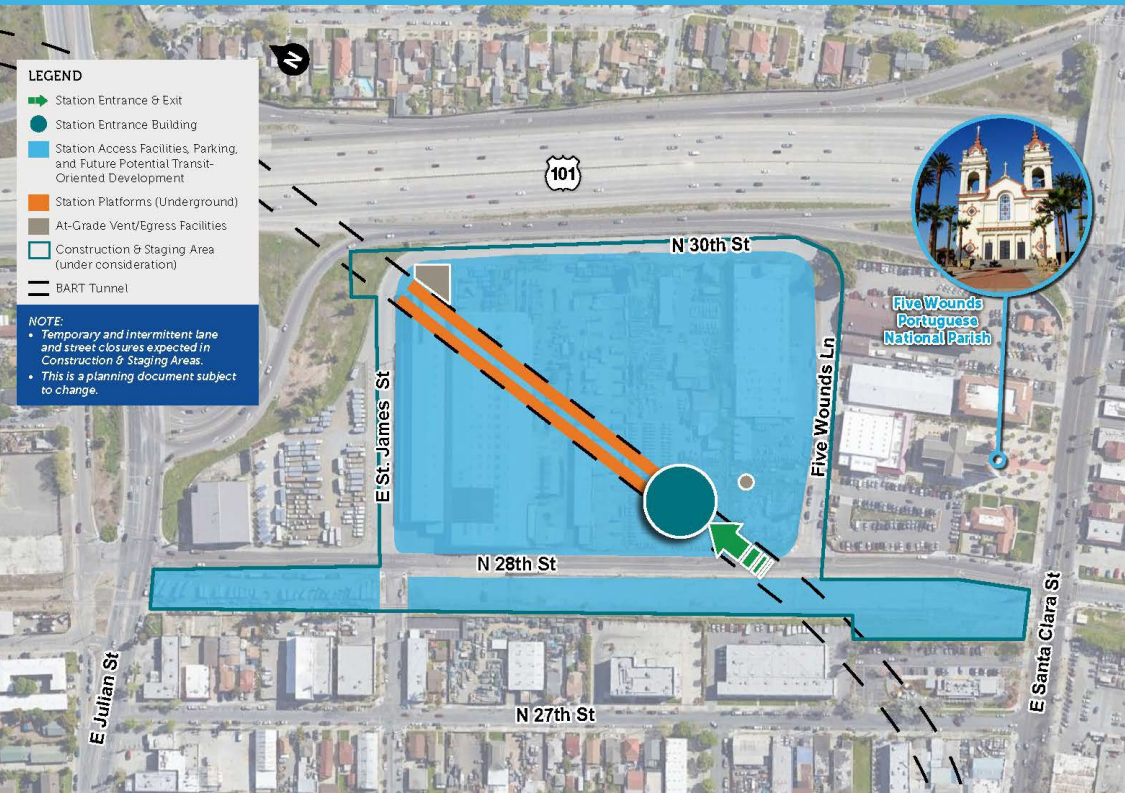 N
LEGEND
Station Entrance & Exit
Station Entrance Building
Station Access Facilities, Parking,
and Future Potential Transit-
Oriented Development
Station Platforms (Underground)
At-Grade Vent/Egress Facilities
Construction & Staging Area
(under consideration)
BART Tunnel
NOTE:
• Temporary and intermittent lane
and street closures expected in
Construction & Staging Areas.
• This is a planning document subject
to change.
101
N 30th St
Five Wounds
Portuguese
National Parish
E St. James St
Five Wounds Ln
N 28th St
E Julian St
E Santa Clara St
N 27th St